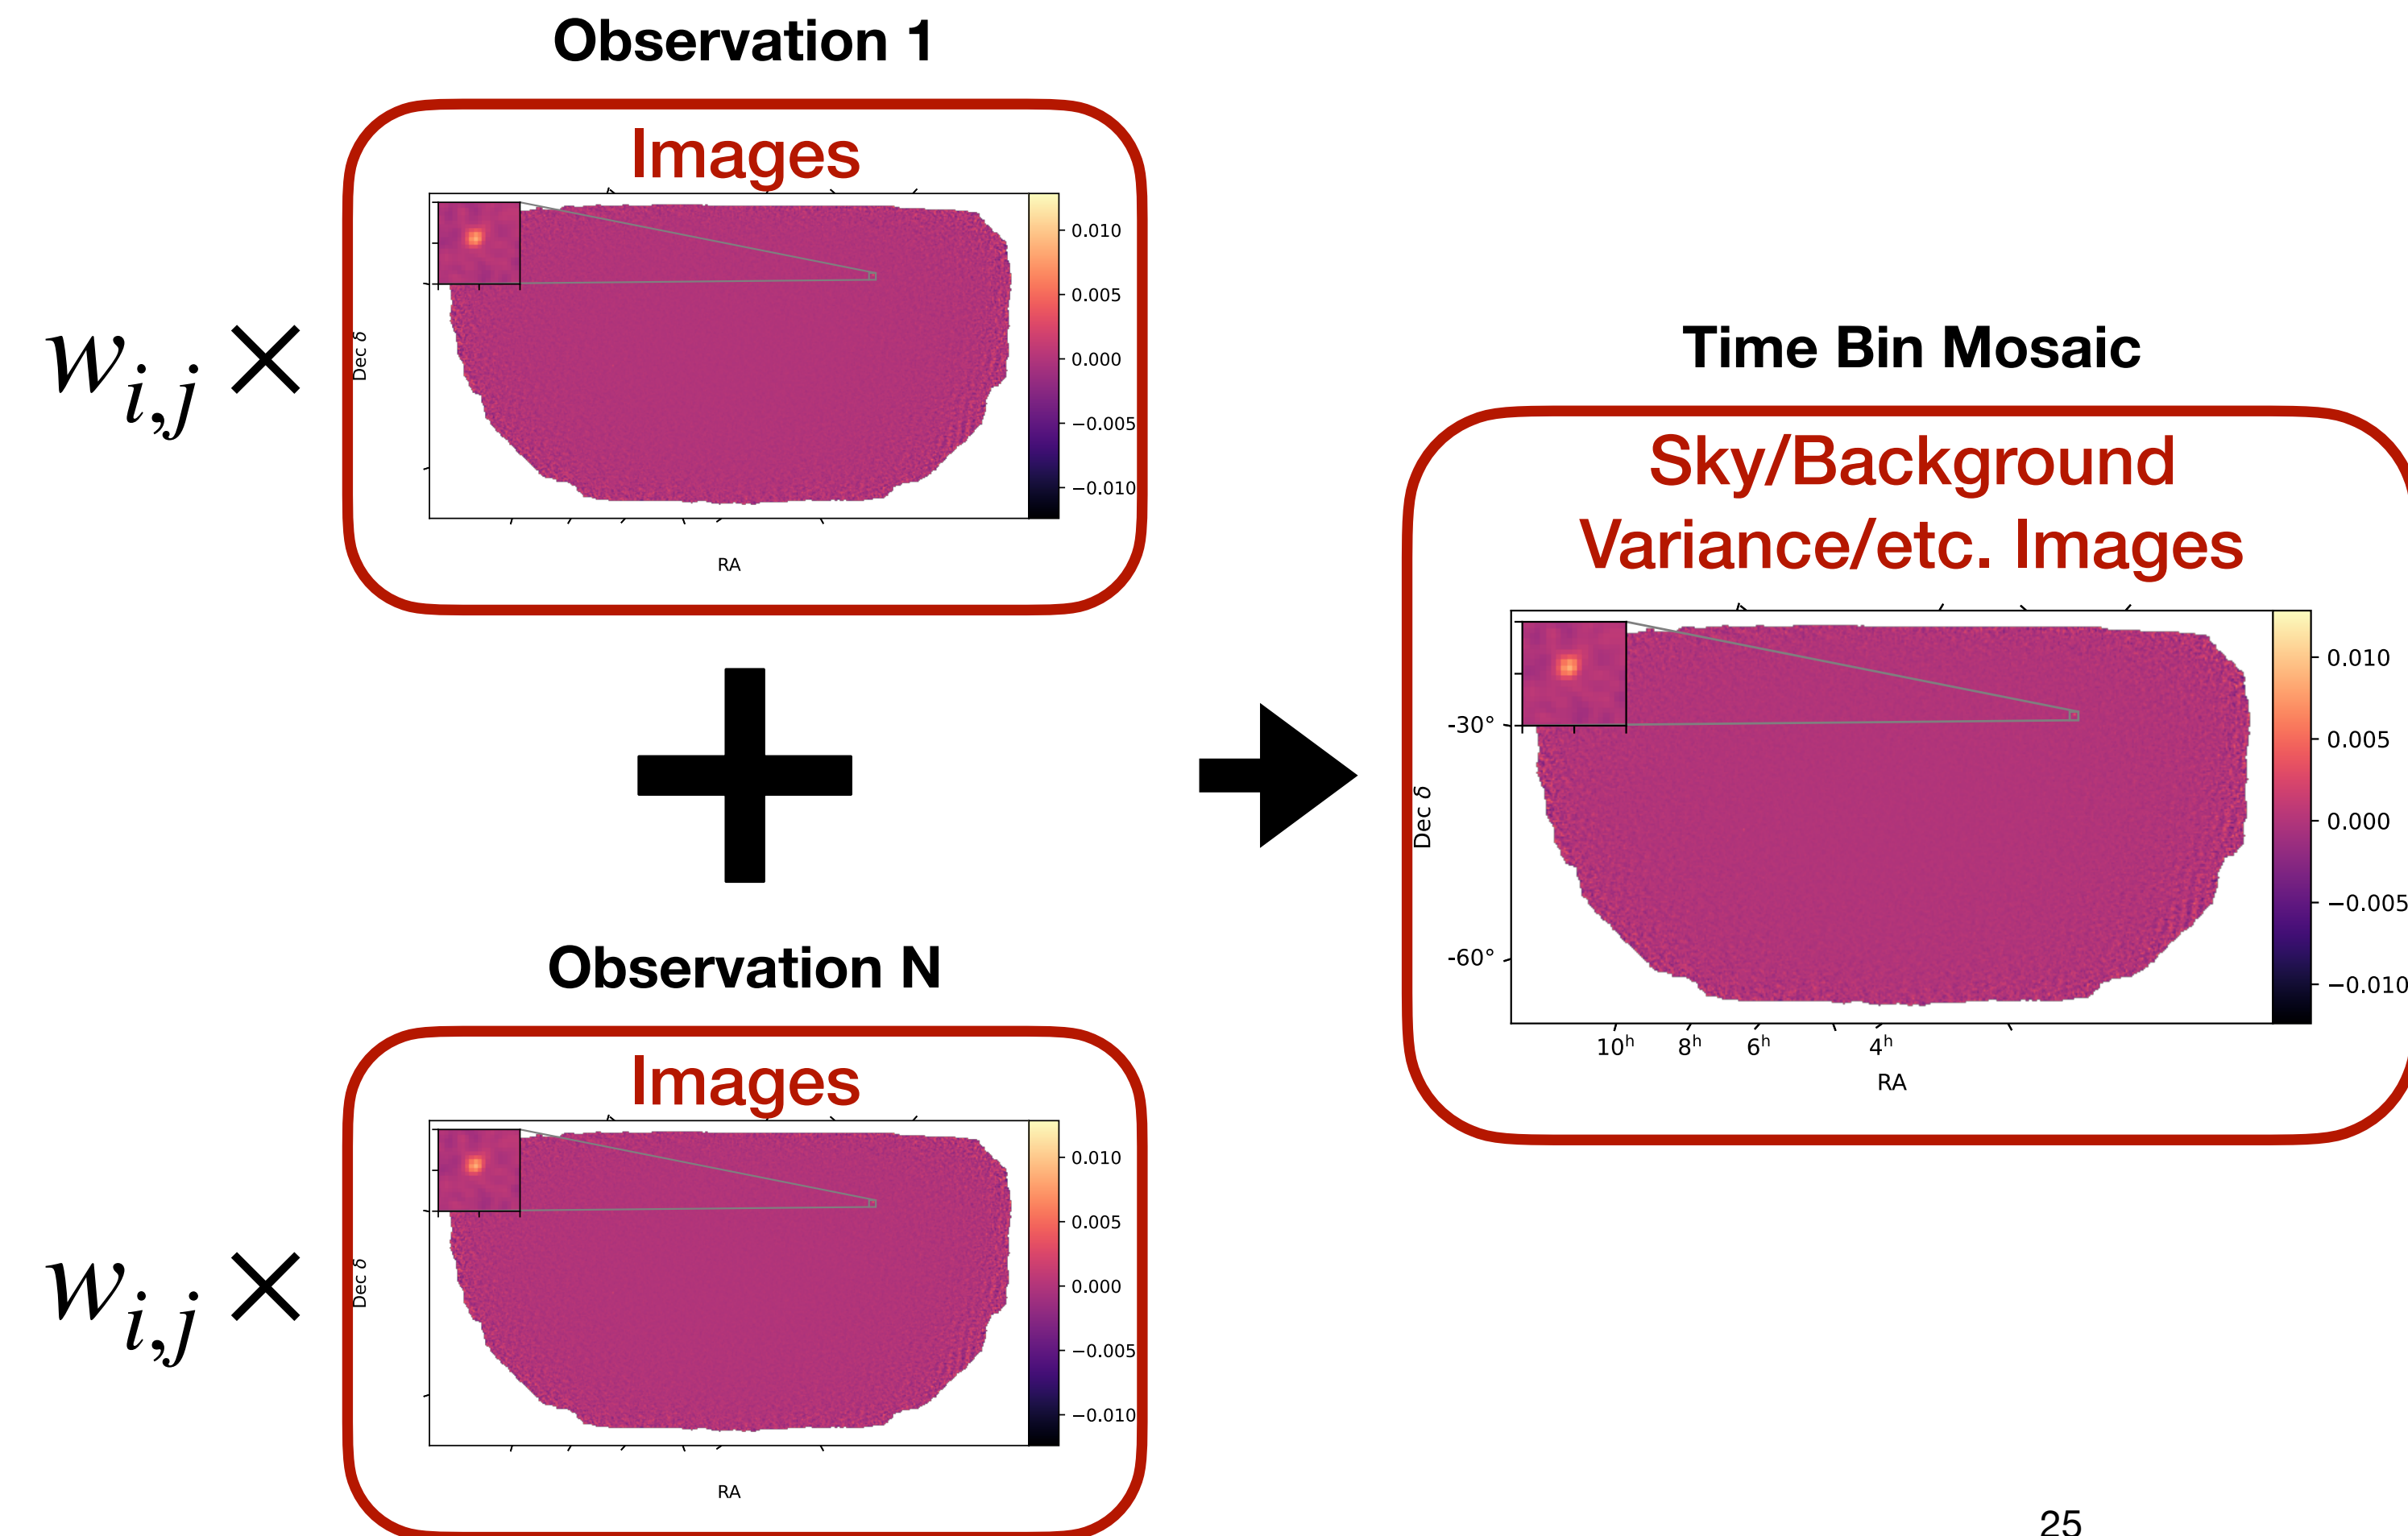 Observation 1
Images
w_{i,j} ×
Dec δ
0.010
0.005
0.000
−0.005
−0.010
RA
+
Observation N
Images
w_{i,j} ×
Dec δ
0.010
0.005
0.000
−0.005
−0.010
RA
Time Bin Mosaic
Sky/Background
Variance/etc. Images
-30°
-60°
Dec δ
0.010
0.005
0.000
−0.005
−0.010
10ʰ 8ʰ 6ʰ 4ʰ
RA
25